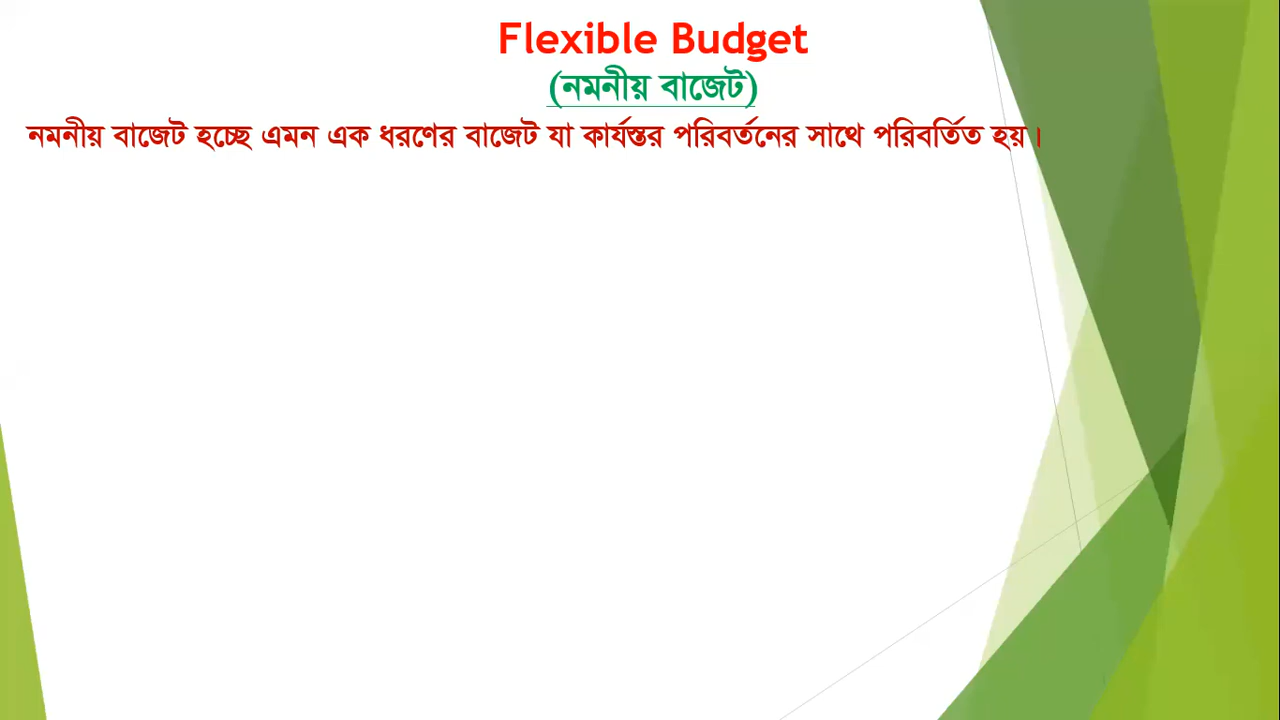 Flexible Budget
(নমনীয় বাজেট)
নমনীয় বাজেট হচ্ছে এমন এক ধরণের বাজেট যা কার্যস্তর পরিবর্তনের সাথে পরিবর্তিত হয়।